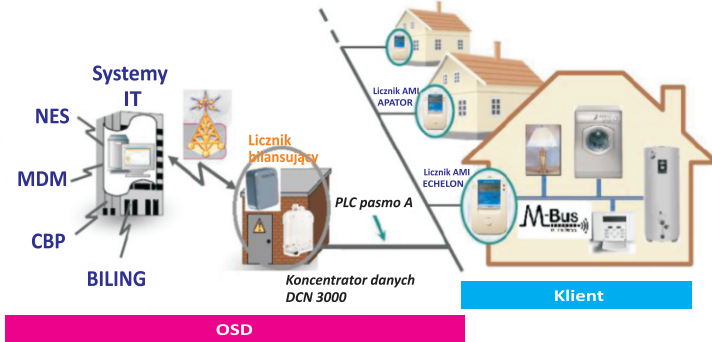 Systemy
IT
NES
MDM
CBP
BILING
Licznik
bilansujący
Licznik AMI
APATOR
Licznik AMI
ECHELON
PLC pasmo A
Koncentrator danych
DCN 3000
M-Bus
Klient
OSD